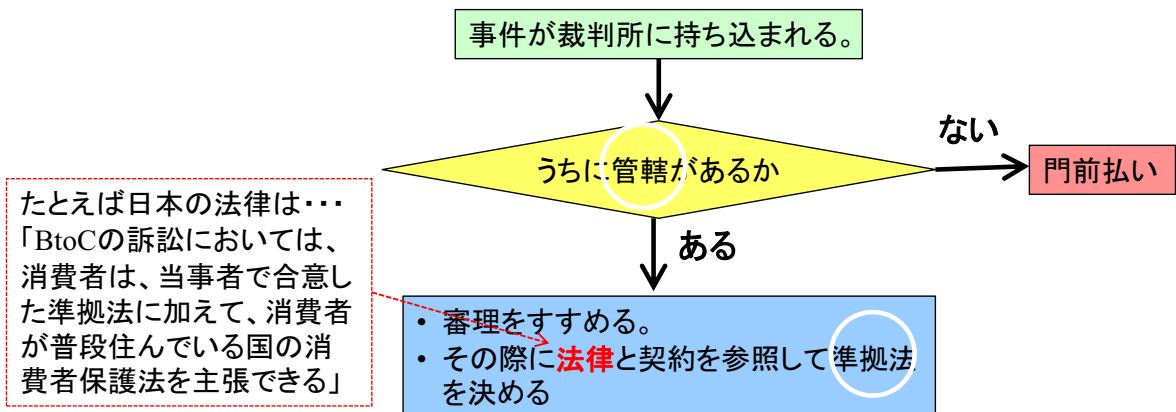 事件が裁判所に持ち込まれる。
うちに管轄があるか
ない
門前払い
ある
たとえば日本の法律は・・・
「BtoCの訴訟においては、
消費者は、当事者で合意し
た準拠法に加えて、消費者
が普段住んでいる国の消
費者保護法を主張できる」
• 審理をすすめる。
• その際に法律と契約を参照して準拠法
を決める